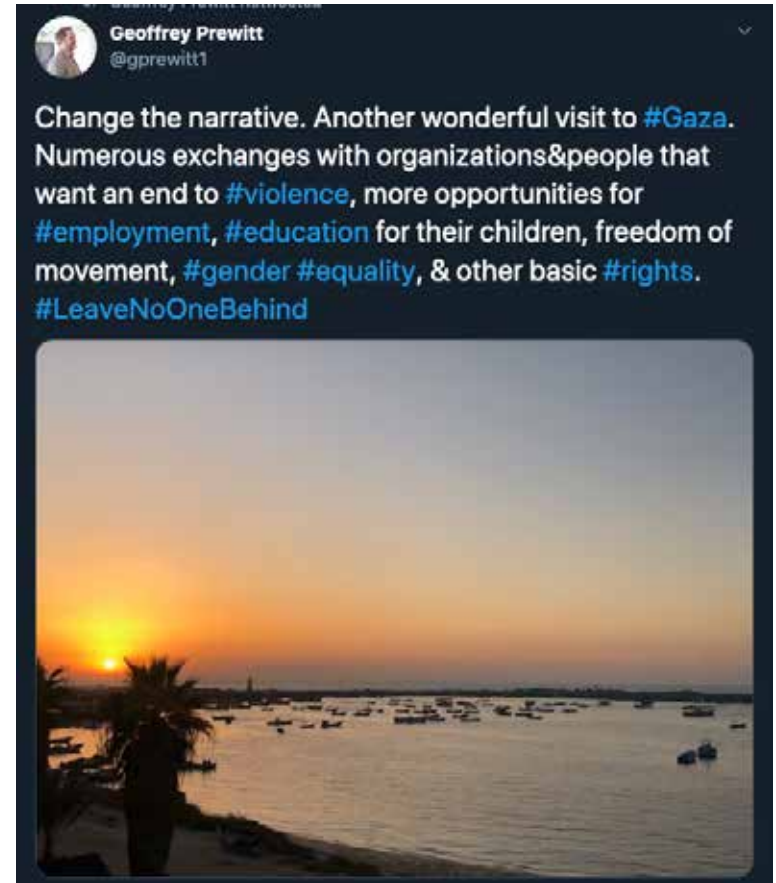 Geoffrey Prewitt
@gprewitt1
Change the narrative. Another wonderful visit to #Gaza.
Numerous exchanges with organizations&people that
want an end to #violence, more opportunities for
#employment, #education for their children, freedom of
movement, #gender #equality, & other basic #rights.
#LeaveNoOneBehind